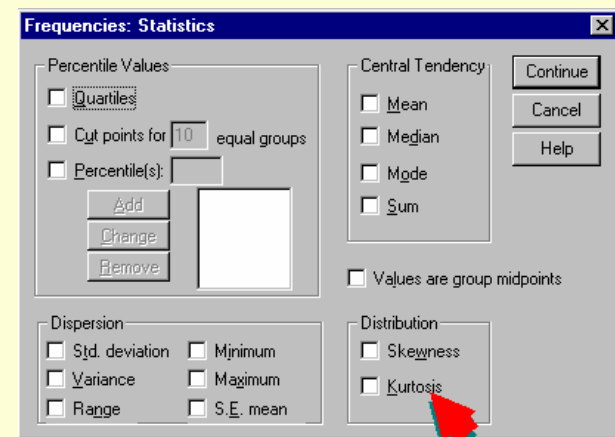 Frequencies: Statistics
Percentile Values
Quartiles
Cut points for 10 equal groups
Percentile(s):
Add
Change
Remove
Central Tendency
Mean
Median
Mode
Sum
Continue
Cancel
Help
Values are group midpoints
Dispersion
Std. deviation Minimum
Variance Maximum
Range S.E. mean
Distribution
Skewness
Kurtosis